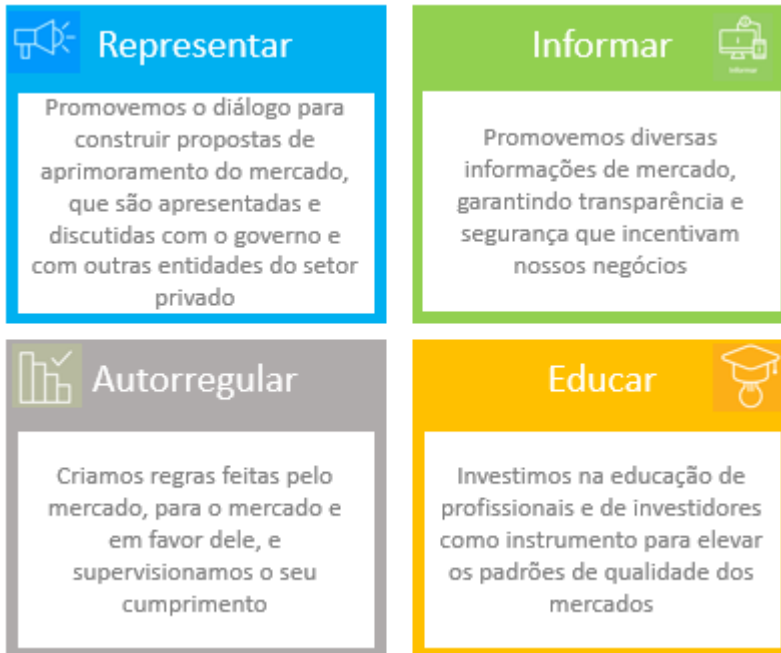 Representar
Promovemos o diálogo para
construir propostas de
aprimoramento do mercado,
que são apresentadas e
discutidas com o governo e
com outras entidades do setor
privado
Informar
Informar
Promovemos diversas
informações de mercado,
garantindo transparência e
segurança que incentivam
nossos negócios
Autorregular
Criamos regras feitas pelo
mercado, para o mercado e
em favor dele, e
supervisionamos o seu
cumprimento
Educar
Investimos na educação de
profissionais e de investidores
como instrumento para elevar
os padrões de qualidade dos
mercados